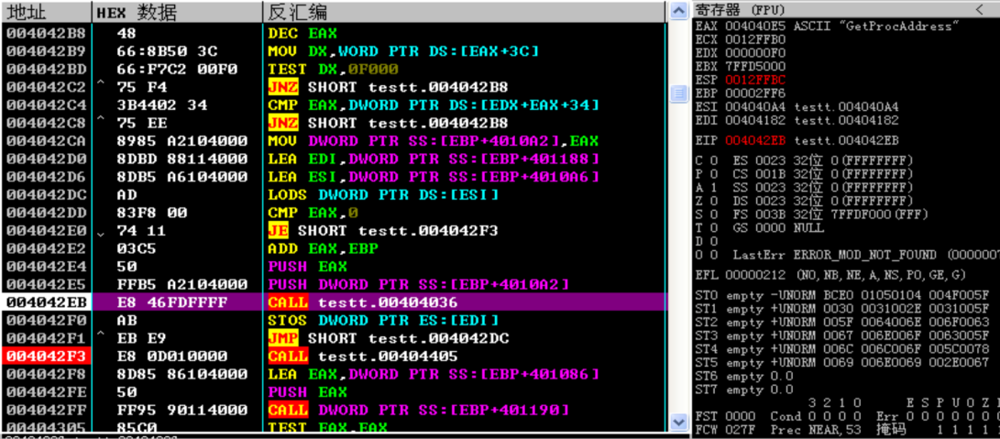 地址 HEX 数据 反汇编
004042B8 48 DEC EAX
004042B9 66:8B50 3C MOV DX,WORD PTR DS:[EAX+3C]
004042BD 66:F7C2 00F0 TEST DX,0F000
004042C2 ^ 75 F4 JNZ SHORT testt.004042B8
004042C4 3B4402 34 CMP EAX,DWORD PTR DS:[EDX+EAX+34]
004042C8 ^ 75 EE JNZ SHORT testt.004042B8
004042CA 8985 A2104000 MOV DWORD PTR SS:[EBP+4010A2],EAX
004042D0 8DBD 88114000 LEA EDI,DWORD PTR SS:[EBP+401188]
004042D6 8DB5 A6104000 LEA ESI,DWORD PTR SS:[EBP+4010A6]
004042DC AD LODS DWORD PTR DS:[ESI]
004042DD 83F8 00 CMP EAX,0
004042E0 74 11 JE SHORT testt.004042F3
004042E2 03C5 ADD EAX,EBP
004042E4 50 PUSH EAX
004042E5 FFB5 A2104000 PUSH DWORD PTR SS:[EBP+4010A2]
004042EB E8 46FDFFFF CALL testt.00404036
004042F0 AB STOS DWORD PTR ES:[EDI]
004042F1 ^ EB E9 JMP SHORT testt.004042DC
004042F3 E8 0D010000 CALL testt.00404405
004042F8 8D85 86104000 LEA EAX,DWORD PTR SS:[EBP+401086]
004042FE 50 PUSH EAX
004042FF FF95 90114000 CALL DWORD PTR SS:[EBP+401190]
00404305 85C0 TEST EAX,EAX
寄存器 (FPU) <
EAX 004040E5 ASCII "GetProcAddress"
ECX 0012FFB0
EDX 000000F0
EBX 7FFD5000
ESP 0012FFBC
EBP 00002FF6
ESI 004040A4 testt.004040A4
EDI 00404182 testt.00404182
EIP 004042EB testt.004042EB
C 0 ES 0023 32位 0(FFFFFFFF)
P 0 CS 001B 32位 0(FFFFFFFF)
A 1 SS 0023 32位 0(FFFFFFFF)
Z 0 DS 0023 32位 0(FFFFFFFF)
S 0 FS 003B 32位 7FFDF000(FFF)
T 0 GS 0000 NULL
D 0
O 0 LastErr ERROR_MOD_NOT_FOUND (0000007
EFL 00000212 (NO,NB,NE,A,NS,PO,GE,G)
ST0 empty -UNORM BCE0 01050104 004F005F
ST1 empty +UNORM 0030 0031002E 0031005F
ST2 empty +UNORM 005F 0064006E 006F0063
ST3 empty +UNORM 0067 006E006F 0063005F
ST4 empty +UNORM 006C 006C006F 005C0078
ST5 empty +UNORM 0069 006E0069 002E0067
ST6 empty 0.0
ST7 empty 0.0
3 2 1 0 E S P U O Z
FST 0000 Cond 0 0 0 0 Err 0 0 0 0 0 0
FCW 027F Prec NEAR,53 掩码 1 1 1 1